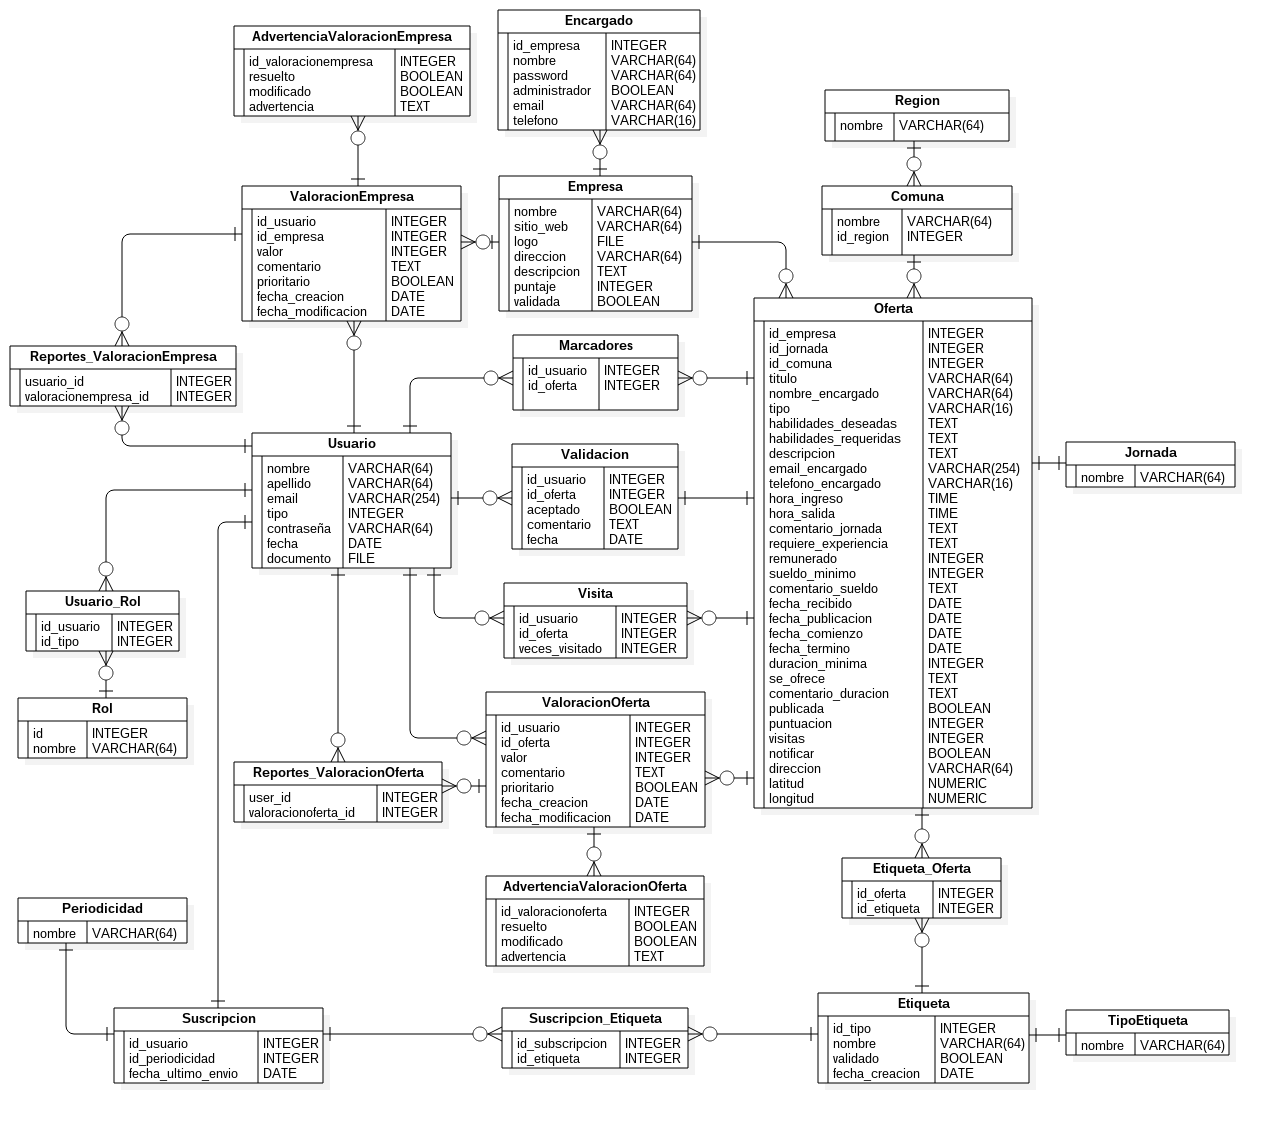 AdvertenciaValoracionEmpresa
id_valoracionempresa INTEGER
resuelto BOOLEAN
modificado BOOLEAN
advertencia TEXT
Encargado
id_empresa INTEGER
nombre VARCHAR(64)
password VARCHAR(64)
administrador BOOLEAN
email VARCHAR(64)
telefono VARCHAR(16)
Region
nombre VARCHAR(64)
ValoracionEmpresa
id_usuario INTEGER
id_empresa INTEGER
valor INTEGER
comentario TEXT
prioritario BOOLEAN
fecha_creacion DATE
fecha_modificacion DATE
Empresa
nombre VARCHAR(64)
sitio_web VARCHAR(64)
logo FILE
direccion VARCHAR(64)
descripcion TEXT
puntaje INTEGER
validada BOOLEAN
Comuna
nombre VARCHAR(64)
id_region INTEGER
Reportes_ValoracionEmpresa
usuario_id INTEGER
valoracionempresa_id INTEGER
Marcadores
id_usuario INTEGER
id_oferta INTEGER
Oferta
id_empresa INTEGER
id_jornada INTEGER
id_comuna INTEGER
titulo VARCHAR(64)
nombre_encargado VARCHAR(64)
tipo VARCHAR(16)
habilidades_deseadas TEXT
habilidades_requeridas TEXT
descripcion TEXT
email_encargado VARCHAR(254)
telefono_encargado VARCHAR(16)
hora_ingreso TIME
hora_salida TIME
comentario_jornada TEXT
requiere_experiencia TEXT
remunerado INTEGER
sueldo_minimo INTEGER
comentario_sueldo TEXT
fecha_recibido DATE
fecha_publicacion DATE
fecha_comienzo DATE
fecha_termino DATE
duracion_minima INTEGER
se_ofrece TEXT
comentario_duracion TEXT
publicada BOOLEAN
puntuacion INTEGER
visitas INTEGER
notificar BOOLEAN
direccion VARCHAR(64)
latitud NUMERIC
longitud NUMERIC
Jornada
nombre VARCHAR(64)
Usuario
nombre VARCHAR(64)
apellido VARCHAR(64)
email VARCHAR(254)
tipo INTEGER
contraseña VARCHAR(64)
fecha DATE
documento FILE
Validacion
id_usuario INTEGER
id_oferta INTEGER
aceptado BOOLEAN
comentario TEXT
fecha DATE
Visita
id_usuario INTEGER
id_oferta INTEGER
veces_visitado INTEGER
Usuario_Rol
id_usuario INTEGER
id_tipo INTEGER
Rol
id INTEGER
nombre VARCHAR(64)
ValoracionOferta
id_usuario INTEGER
id_oferta INTEGER
valor INTEGER
comentario TEXT
prioritario BOOLEAN
fecha_creacion DATE
fecha_modificacion DATE
Reportes_ValoracionOferta
user_id INTEGER
valoracionoferta_id INTEGER
AdvertenciaValoracionOferta
id_valoracionoferta INTEGER
resuelto BOOLEAN
modificado BOOLEAN
advertencia TEXT
Etiqueta_Oferta
id_oferta INTEGER
id_etiqueta INTEGER
Periodicidad
nombre VARCHAR(64)
Suscripcion
id_usuario INTEGER
id_periodicidad INTEGER
fecha_ultimo_envio DATE
Suscripcion_Etiqueta
id_subscripcion INTEGER
id_etiqueta INTEGER
Etiqueta
id_tipo INTEGER
nombre VARCHAR(64)
validado BOOLEAN
fecha_creacion DATE
TipoEtiqueta
nombre VARCHAR(64)